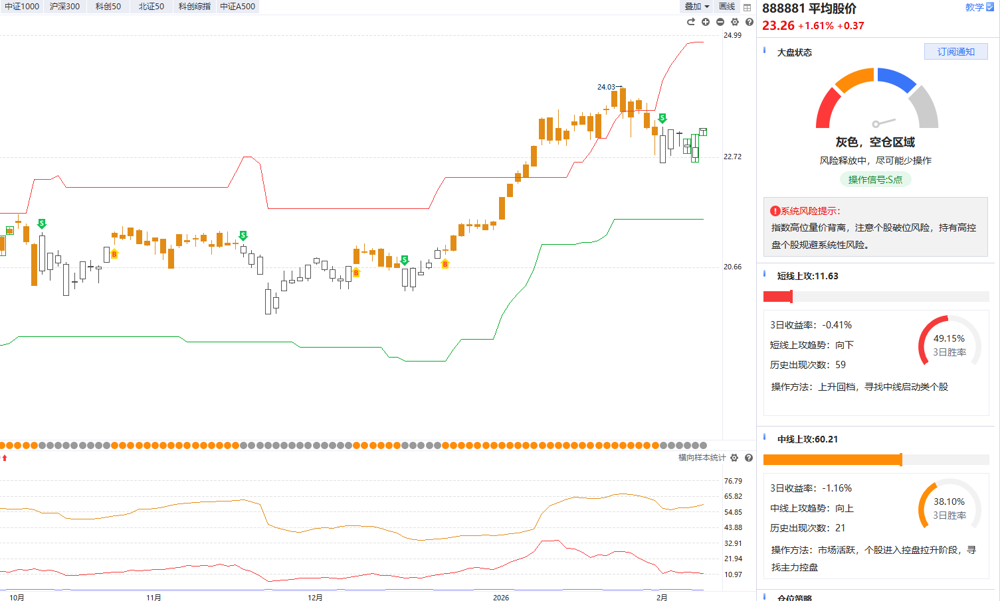 中证1000 沪深300 科创50 北证50 科创综指 中证A500 叠加 画线
888881 平均股价 教学
23.26 +1.61% +0.37
大盘状态 订阅通知
灰色，空仓区域
风险释放中，尽可能少操作
操作信号:S点
系统风险提示：
指数高位量价背离，注意个股破位风险，持有高控
盘个股规避系统性风险。
短线上攻:11.63
3日收益率：-0.41%
短线上攻趋势：向下
历史出现次数：59
49.15%
3日胜率
操作方法：上升回档，寻找中线启动类个股
中线上攻:60.21
3日收益率：-1.16%
中线上攻趋势：向上
历史出现次数：21
38.10%
3日胜率
操作方法：市场活跃，个股进入控盘拉升阶段，寻
找主力控盘
仓位策略
24.99
24.03
22.72
20.66
S
B
S
B
S
B
S
横向样本统计
76.79
65.82
54.85
43.88
32.91
21.94
10.97
10月 11月 12月 2026 2月